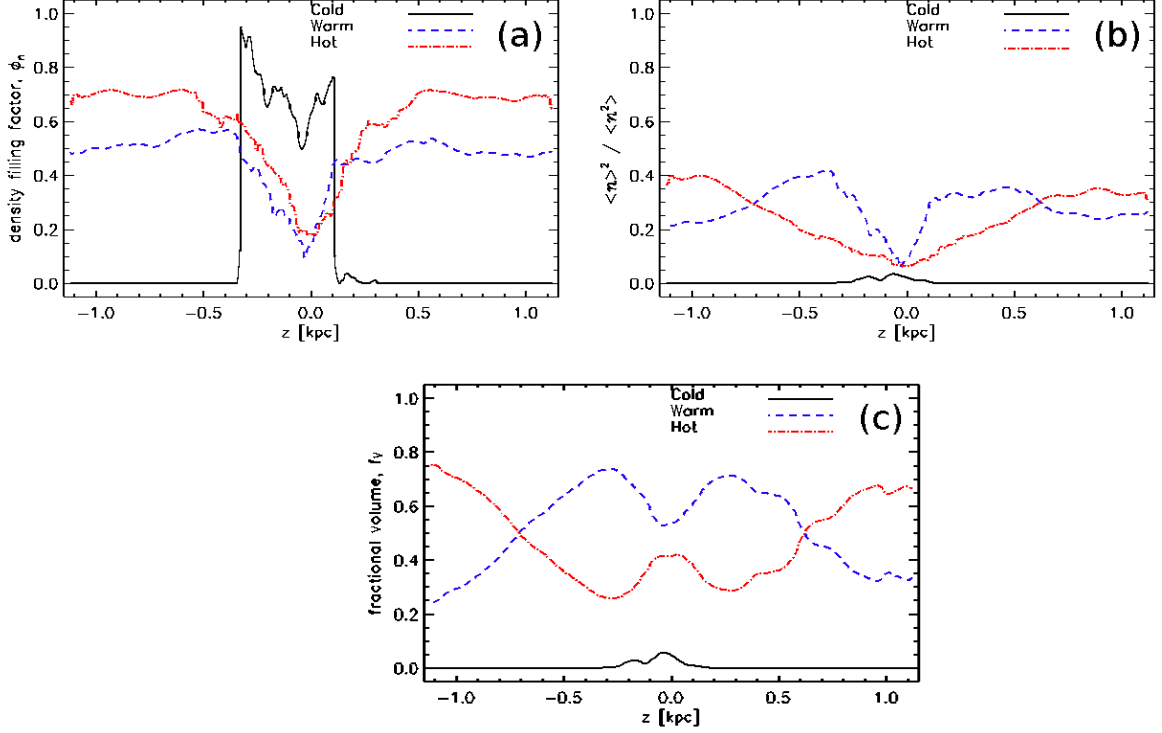 Cold
Warm
Hot
(a)
1.0
0.8
0.6
0.4
0.2
0.0
density filling factor, ϕn
−1.0
−0.5
0.0
0.5
1.0
z [kpc]
Cold
Warm
Hot
(b)
1.0
0.8
0.6
0.4
0.2
0.0
<n>² / <n²>
−1.0
−0.5
0.0
0.5
1.0
z [kpc]
Cold
Warm
Hot
(c)
1.0
0.8
0.6
0.4
0.2
0.0
fractional volume, fV
−1.0
−0.5
0.0
0.5
1.0
z [kpc]